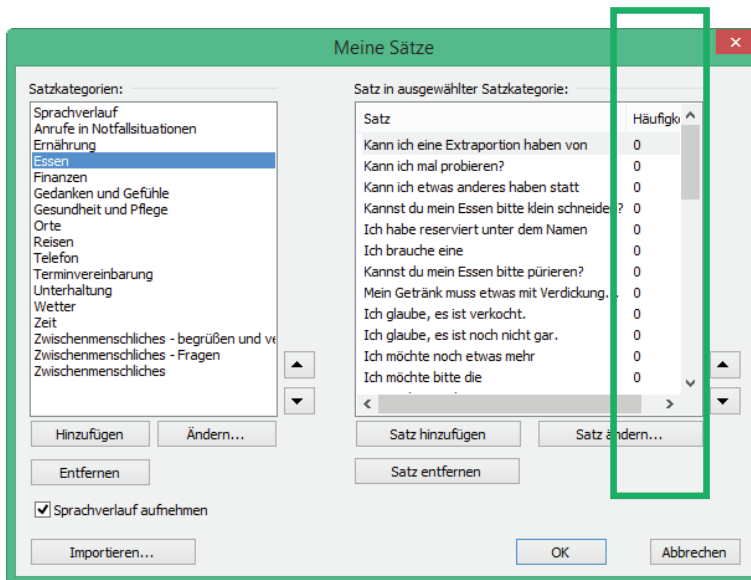 Meine Sätze
Satzkategorien:
Sprachverlauf
Anrufe in Notfallsituationen
Ernährung
Essen
Finanzen
Gedanken und Gefühle
Gesundheit und Pflege
Orte
Reisen
Telefon
Terminvereinbarung
Unterhaltung
Wetter
Zeit
Zwischenmenschliches - begrüßen und ve
Zwischenmenschliches - Fragen
Zwischenmenschliches
Hinzufügen Ändern...
Entfernen
Sprachverlauf aufnehmen
Importieren...
Satz in ausgewählter Satzkategorie:
Satz Häufigk
Kann ich eine Extraportion haben von 0
Kann ich mal probieren? 0
Kann ich etwas anderes haben statt 0
Kannst du mein Essen bitte klein schneiden? 0
Ich habe reserviert unter dem Namen 0
Ich brauche eine 0
Kannst du mein Essen bitte pürieren? 0
Mein Getränk muss etwas mit Verdickung... 0
Ich glaube, es ist verkocht. 0
Ich glaube, es ist noch nicht gar. 0
Ich möchte noch etwas mehr 0
Ich möchte bitte die 0
Satz hinzufügen Satz ändern...
Satz entfernen
OK Abbrechen